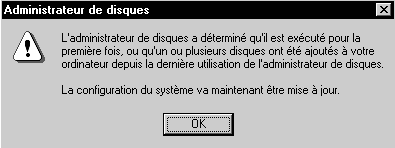 Administrateur de disques
L'administrateur de disques a déterminé qu'il est exécuté pour la
première fois, ou qu'un ou plusieurs disques ont été ajoutés à votre
ordinateur depuis la dernière utilisation de l'administrateur de disques.
La configuration du système va maintenant être mise à jour.
OK